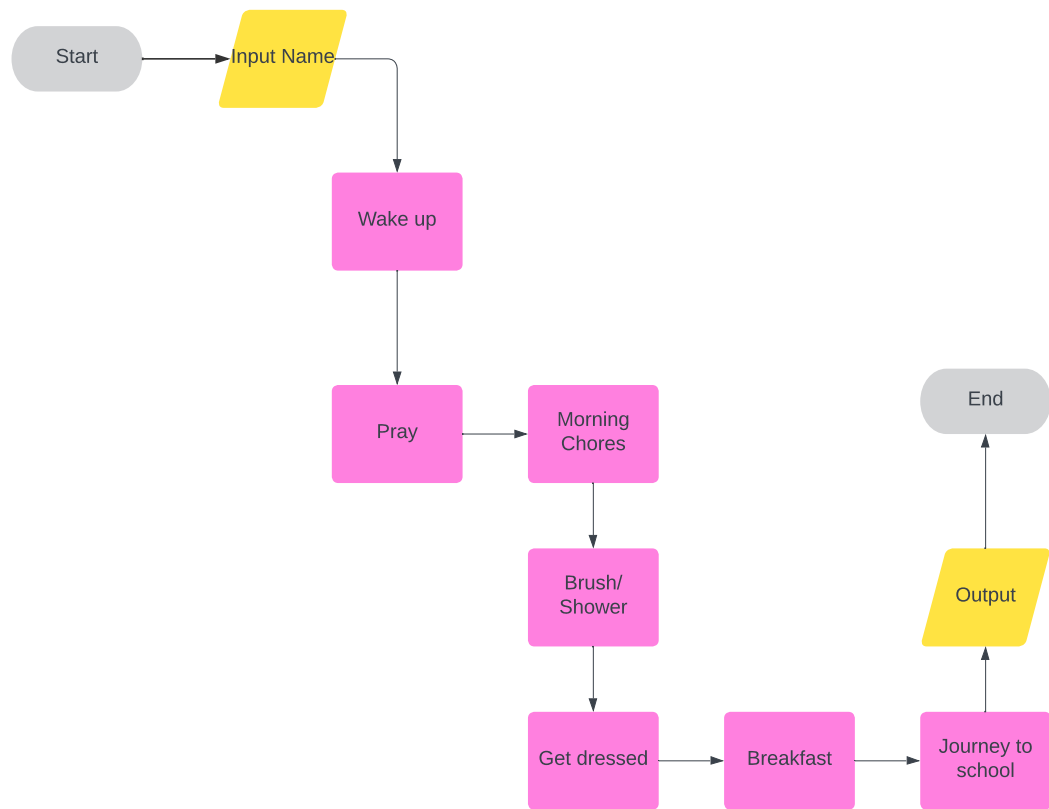 Start
Input Name
Wake up
Pray
Morning
Chores
Brush/
Shower
Get dressed
Breakfast
Journey to
school
Output
End